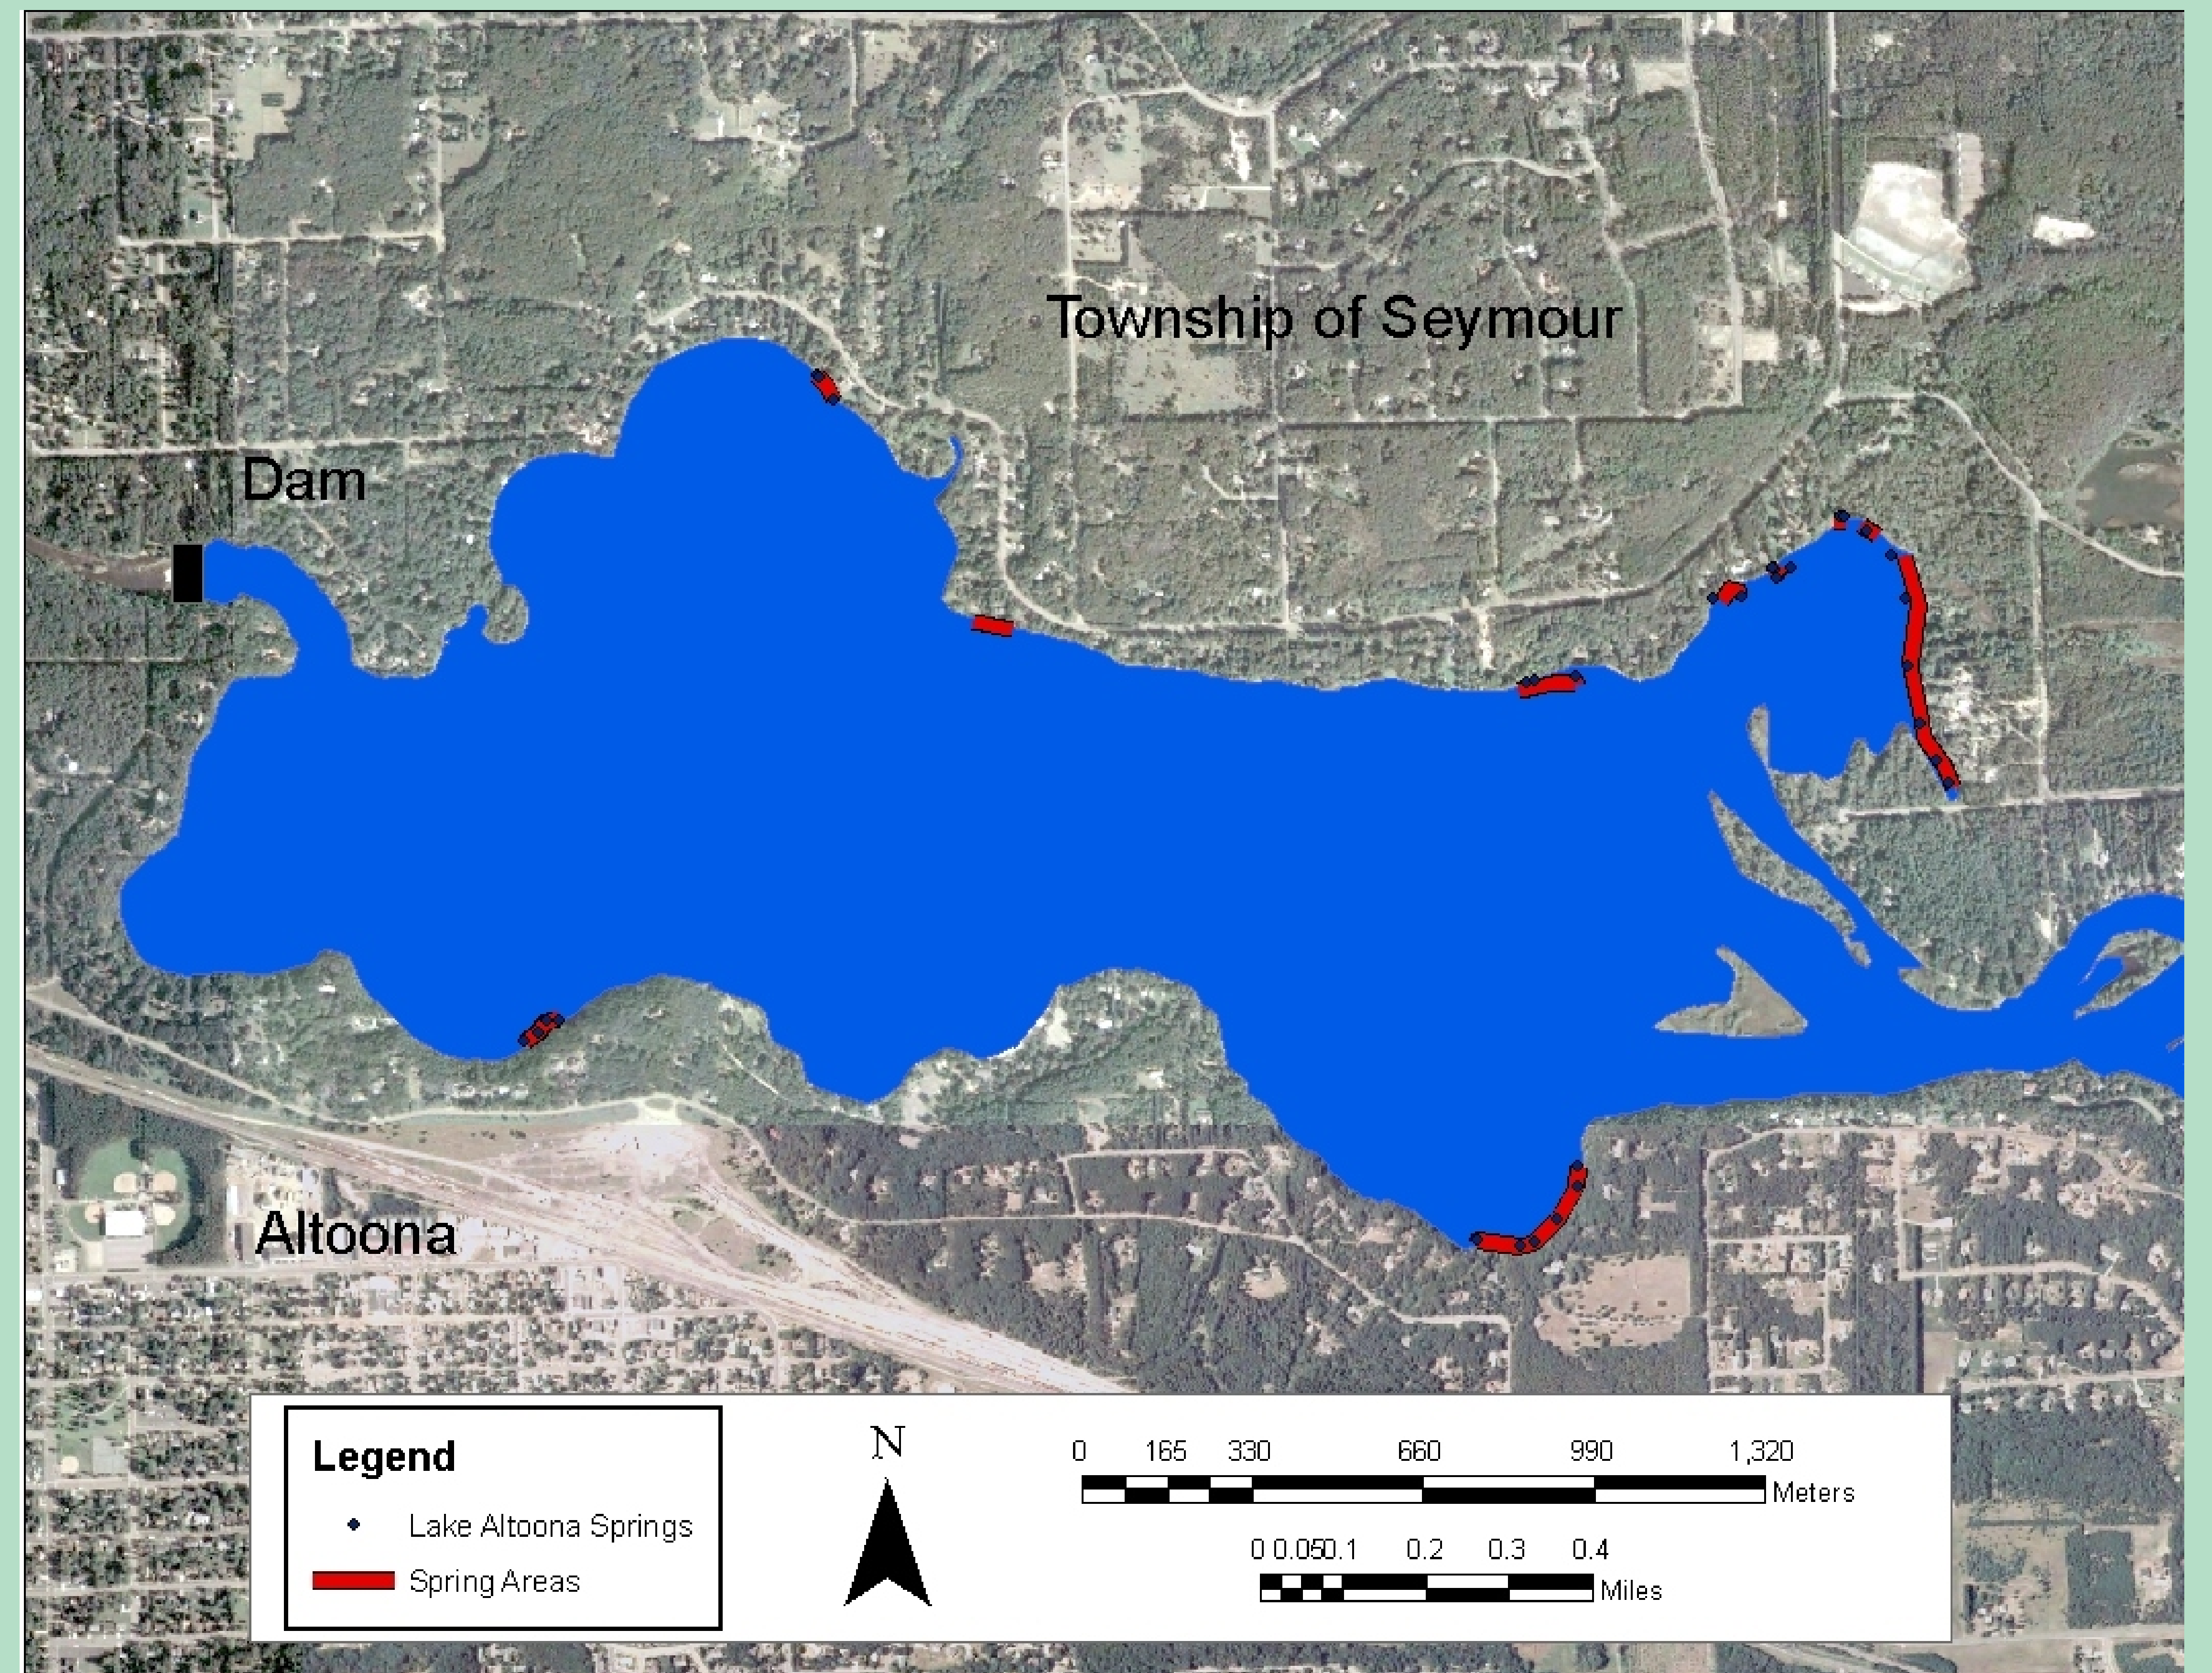 Township of Seymour
Dam
Altoona
Legend
Lake Altoona Springs
Spring Areas
N
0 165 330 660 990 1,320
Meters
0 0.050.1 0.2 0.3 0.4
Miles